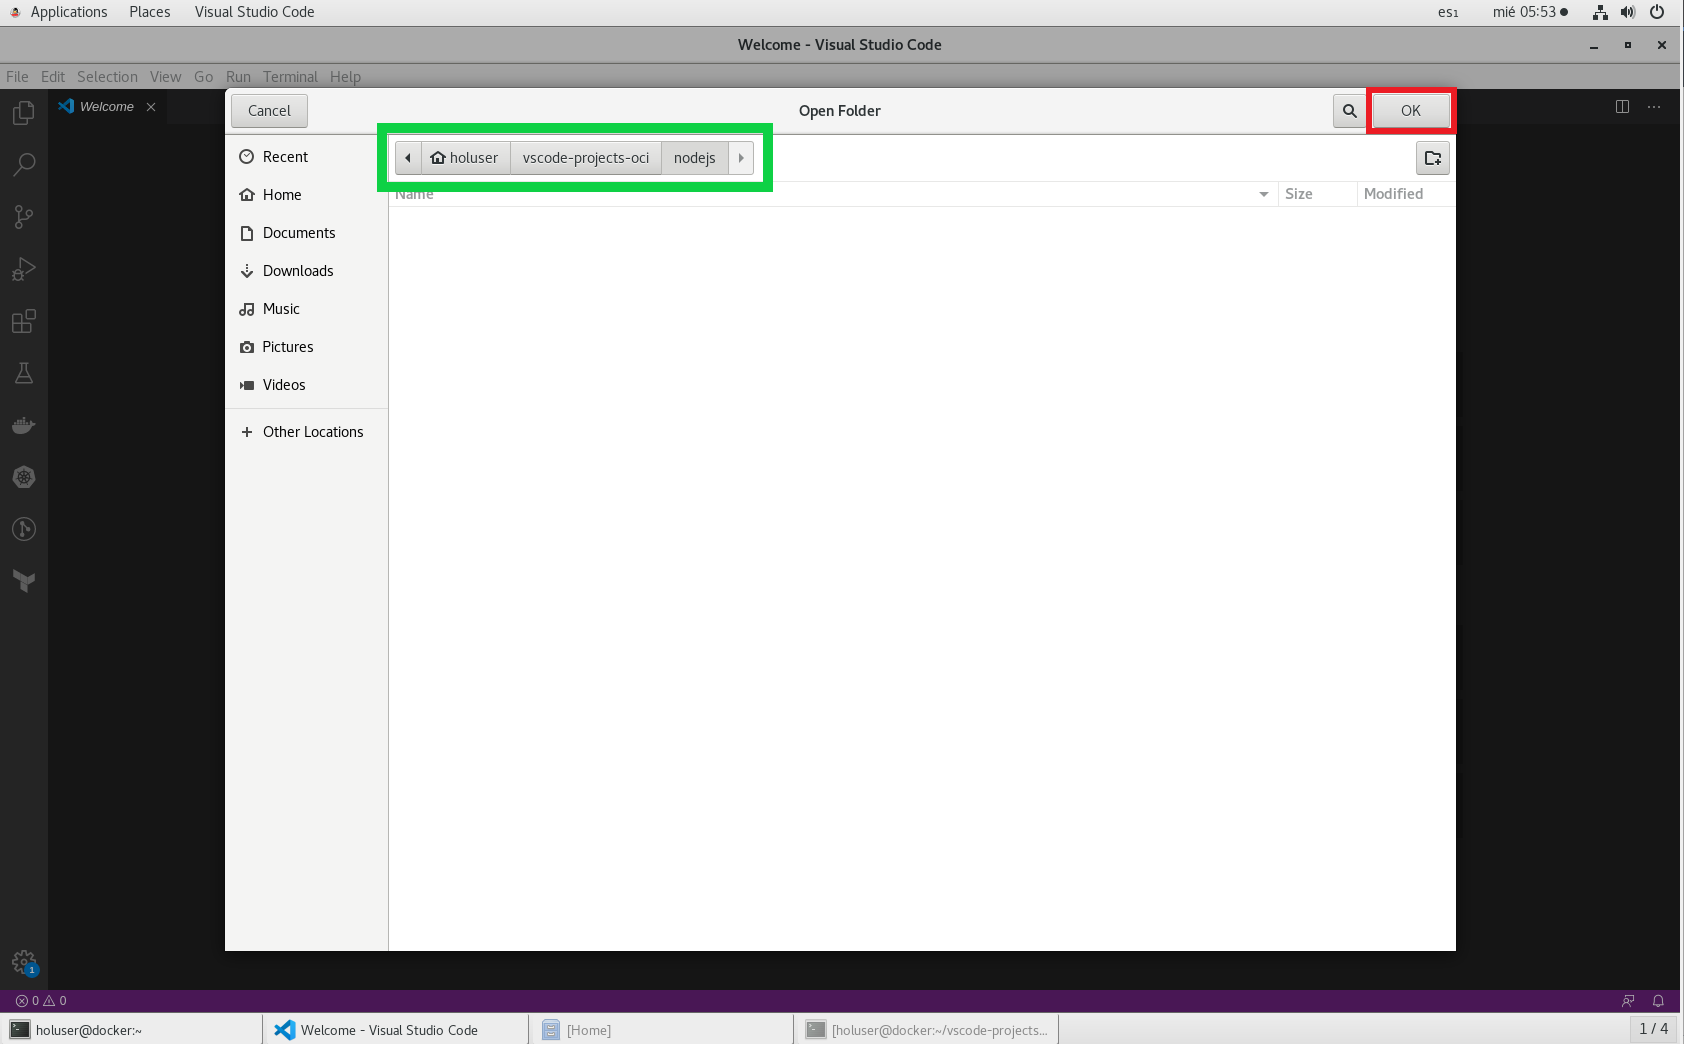 Applications Places Visual Studio Code es1 mié 05:53
Welcome - Visual Studio Code
File Edit Selection View Go Run Terminal Help
Welcome
Cancel Open Folder OK
holuser vscode-projects-oci nodejs
Name Size Modified
Recent
Home
Documents
Downloads
Music
Pictures
Videos
Other Locations
1
0 0
holuser@docker:~ Welcome - Visual Studio Code [Home] [holuser@docker:~/vscode-projects... 1 / 4